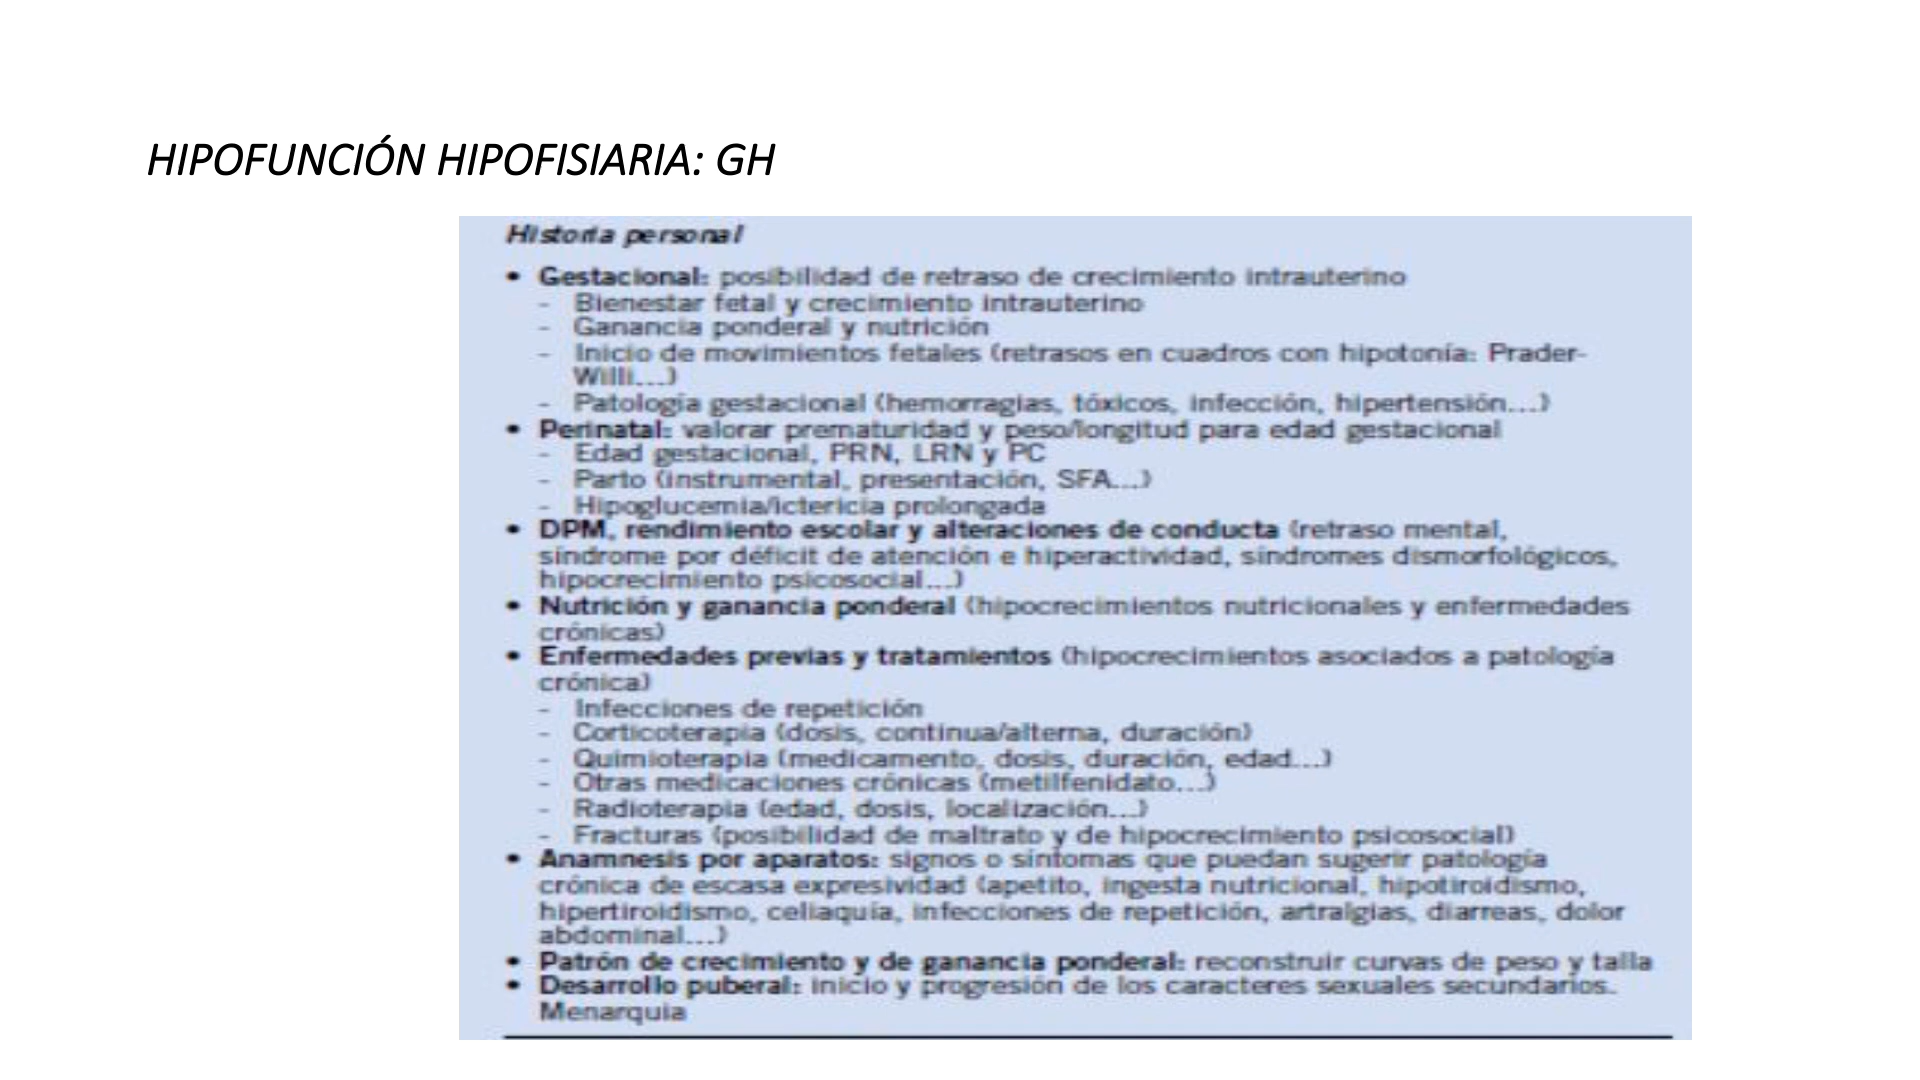 HIPOFUNCIÓN HIPOFISIARIA: GH
Historia personal
• Gestacional: posibilidad de retraso de crecimiento intrauterino
- Bienestar fetal y crecimiento intrauterino
- Ganancia ponderal y nutrición
- Inicio de movimientos fetales (retrasos en cuadros con hipotonía: Prader-
Willi...)
- Patología gestacional (hemorragias, tóxicos, infección, hipertensión...)
• Perinatal: valorar prematuridad y peso/longitud para edad gestacional
- Edad gestacional, PRN, LRN y PC
- Parto (instrumental, presentación, SFA...)
- Hipoglucemia/ictericia prolongada
• DPM, rendimiento escolar y alteraciones de conducta (retraso mental,
síndrome por déficit de atención e hiperactividad, síndromes dismorfológicos,
hipocrecimiento psicosocial...)
• Nutrición y ganancia ponderal (hipocrecimientos nutricionales y enfermedades
crónicas)
• Enfermedades previas y tratamientos (hipocrecimientos asociados a patología
crónica)
- Infecciones de repetición
- Corticoterapia (dosis, continua/alterna, duración)
- Quimioterapia (medicamento, dosis, duración, edad...)
- Otras medicaciones crónicas (metilfenidato...)
- Radioterapia (edad, dosis, localización...)
- Fracturas (posibilidad de maltrato y de hipocrecimiento psicosocial)
• Anamnesis por aparatos: signos o síntomas que puedan sugerir patología
crónica de escasa expresividad (apetito, ingesta nutricional, hipotiroidismo,
hipertiroidismo, celiaquía, infecciones de repetición, artralgias, diarreas, dolor
abdominal...)
• Patrón de crecimiento y de ganancia ponderal: reconstruir curvas de peso y talla
• Desarrollo puberal: inicio y progresión de los caracteres sexuales secundarios.
Menarquia